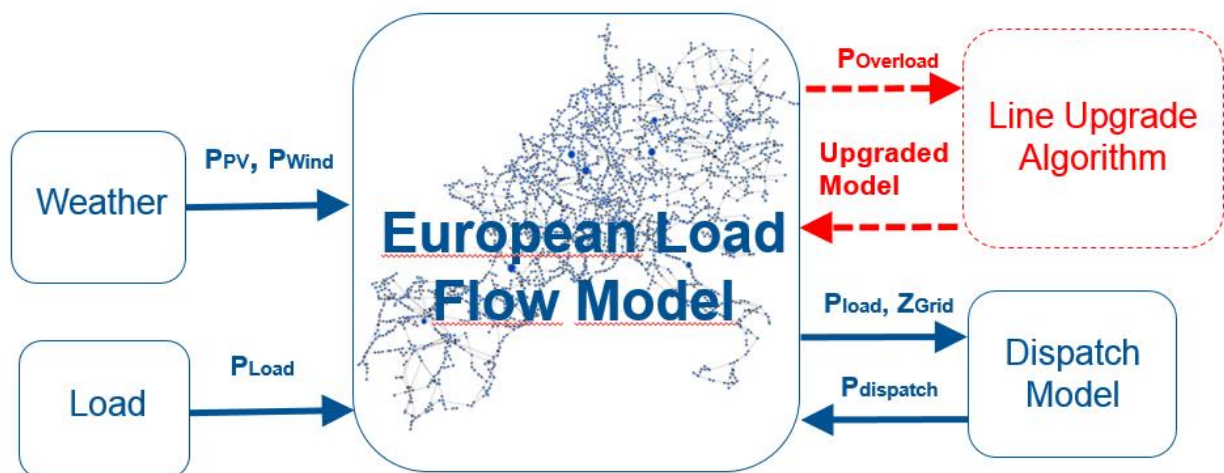 Weather
PPV, PWind
Load
PLoad
European Load
Flow Model
POverload
Upgraded
Model
Line Upgrade
Algorithm
Pload, ZGrid
Pdispatch
Dispatch
Model